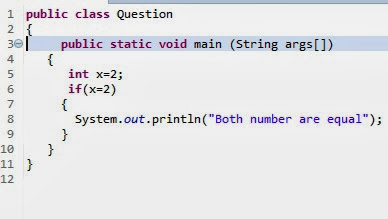 1 public class Question
2 {
3 public static void main (String args[])
4 {
5 int x=2;
6 if(x=2)
7 {
8 System.out.println("Both number are equal");
9 }
10 }
11 }
12